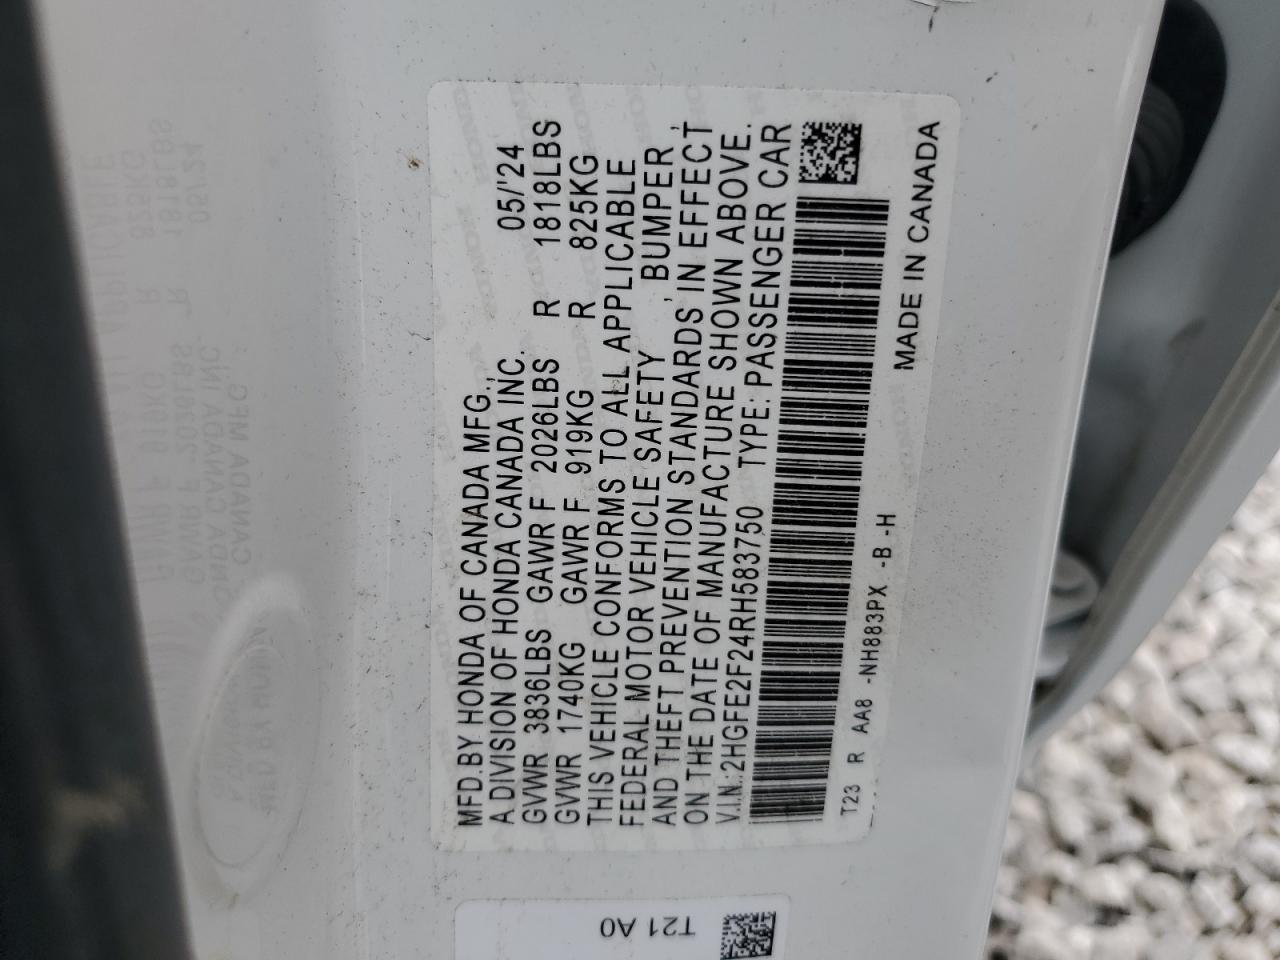 MFD.BY HONDA OF CANADA MFG.,
A DIVISION OF HONDA CANADA INC. 05/'24
GVWR 3836LBS GAWR F 2026LBS R 1818LBS
GVWR 1740KG GAWR F 919KG R 825KG
THIS VEHICLE CONFORMS TO ALL APPLICABLE
FEDERAL MOTOR VEHICLE SAFETY , BUMPER ,
AND THEFT PREVENTION STANDARDS IN EFFECT
ON THE DATE OF MANUFACTURE SHOWN ABOVE.
V.I.N.:2HGFE2F24RH583750 TYPE: PASSENGER CAR
T23 R AA8 -NH883PX -B -H
MADE IN CANADA
T21 A0